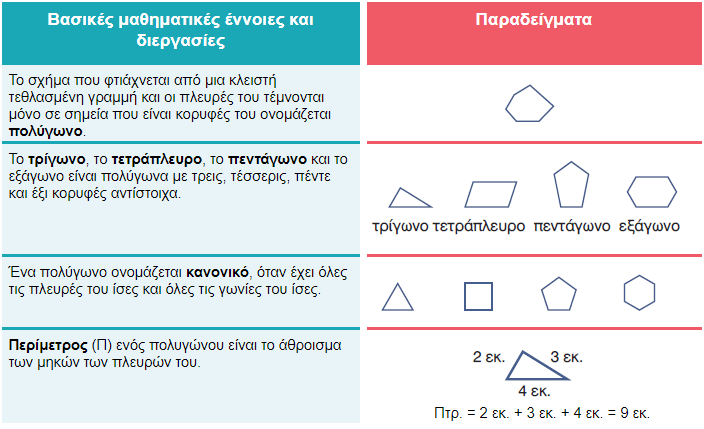 Βασικές μαθηματικές έννοιες και
διεργασίες
Παραδείγματα
Το σχήμα που φτιάχνεται από μια κλειστή
τεθλασμένη γραμμή και οι πλευρές του τέμνονται
μόνο σε σημεία που είναι κορυφές του ονομάζεται
πολύγωνο.
Το τρίγωνο, το τετράπλευρο, το πεντάγωνο και το
εξάγωνο είναι πολύγωνα με τρεις, τέσσερις, πέντε
και έξι κορυφές αντίστοιχα.
τρίγωνο τετράπλευρο πεντάγωνο εξάγωνο
Ένα πολύγωνο ονομάζεται κανονικό, όταν έχει όλες
τις πλευρές του ίσες και όλες τις γωνίες του ίσες.
Περίμετρος (Π) ενός πολυγώνου είναι το άθροισμα
των μηκών των πλευρών του.
2 εκ. 3 εκ.
4 εκ.
Πτρ. = 2 εκ. + 3 εκ. + 4 εκ. = 9 εκ.